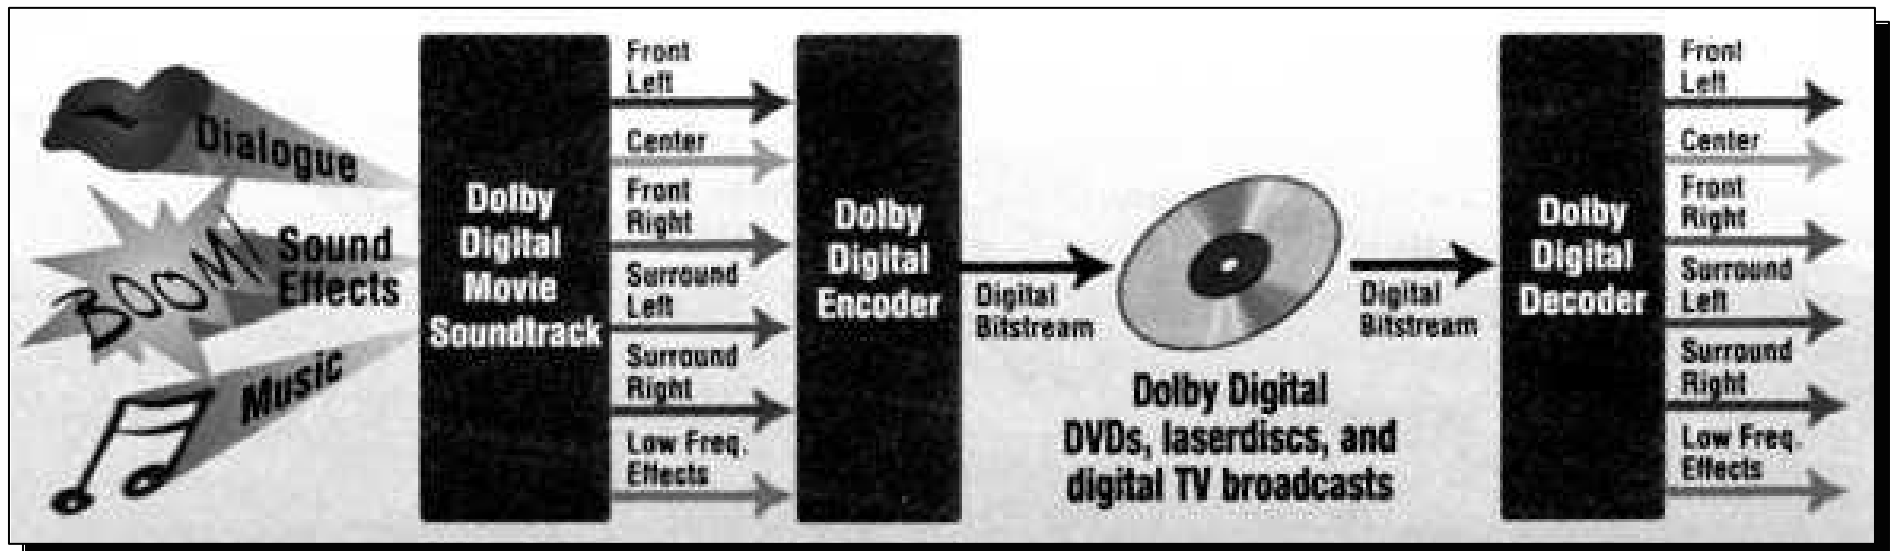 Dialogue
BOOM!
Sound
Effects
Music
Dolby
Digital
Movie
Soundtrack
Front
Left
Center
Front
Right
Surround
Left
Surround
Right
Low Freq.
Effects
Dolby
Digital
Encoder
Digital
Bitstream
Dolby Digital
DVDs, laserdiscs, and
digital TV broadcasts
Digital
Bitstream
Dolby
Digital
Decoder
Front
Left
Center
Front
Right
Surround
Left
Surround
Right
Low Freq.
Effects